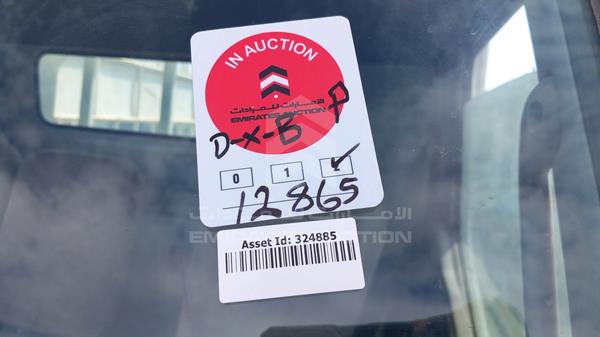 IN AUCTION
الإمارات للمزادات
EMIRATES AUCTION
D-X-B P
0 1
12865
الإمارات للمزادات
EMIRATES AUCTION
Asset Id: 324885